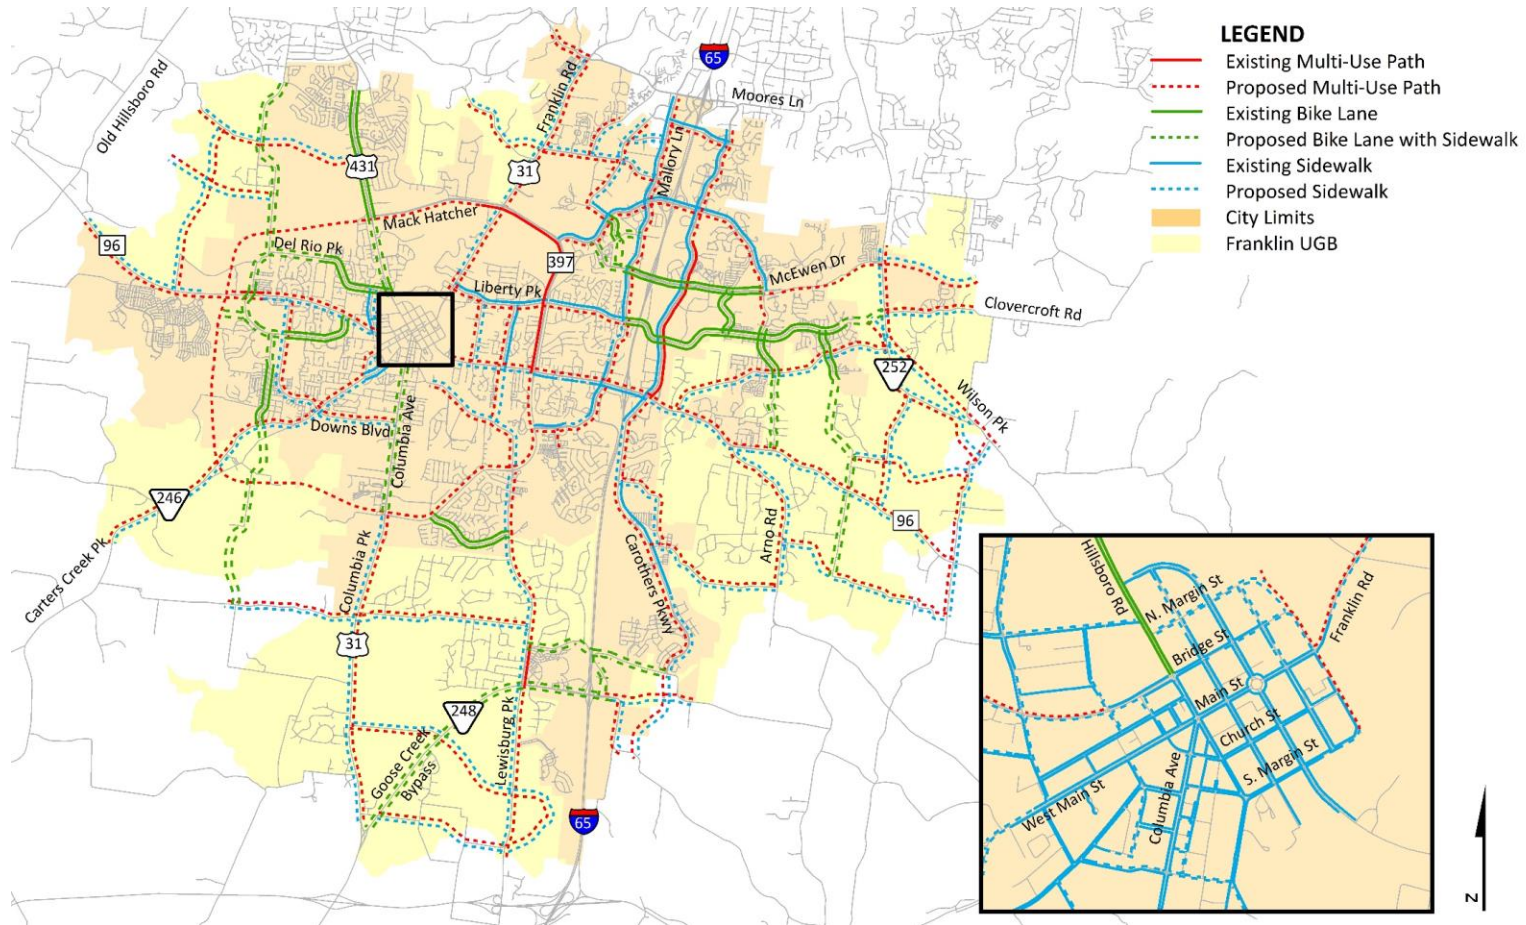 LEGEND
Existing Multi-Use Path
Proposed Multi-Use Path
Existing Bike Lane
Proposed Bike Lane with Sidewalk
Existing Sidewalk
Proposed Sidewalk
City Limits
Franklin UGB
65
Moores Ln
Old Hillsboro Rd
Franklin Rd
Mallory Ln
431
31
Mack Hatcher
96
Del Rio Pk
397
McEwen Dr
Liberty Pk
Clovercroft Rd
252
Wilson Pk
Downs Blvd
Columbia Ave
246
96
Arno Rd
Carters Creek Pk
Columbia Pk
Carothers Pkwy
31
248
Goose Creek
Bypass
Lewisburg Pk
65
Hillsboro Rd
N. Margin St
Franklin Rd
Bridge St
Main St
Church St
S. Margin St
Columbia Ave
West Main St
N